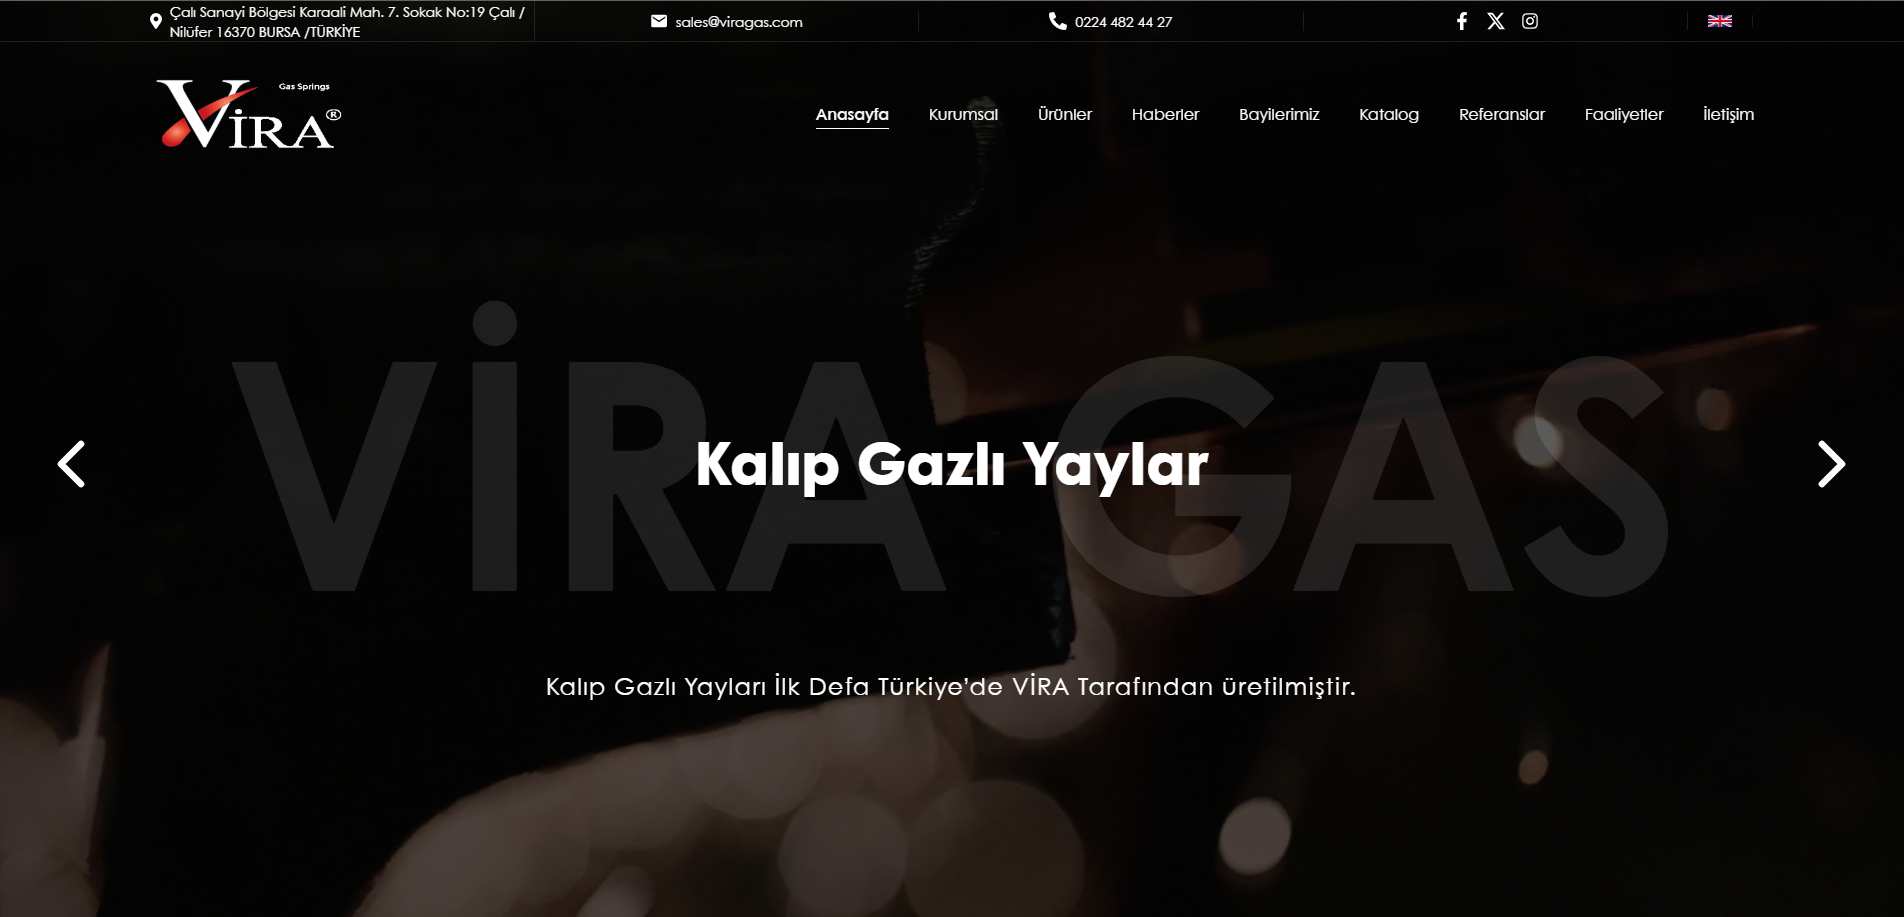 Çalı Sanayi Bölgesi Karaali Mah. 7. Sokak No:19 Çalı /
Nilüfer 16370 BURSA /TÜRKİYE
sales@viragas.com
0224 482 44 27
Gas Springs
VİRA®
Anasayfa
Kurumsal
Ürünler
Haberler
Bayilerimiz
Katalog
Referanslar
Faaliyetler
İletişim
VİRA GAS
Kalıp Gazlı Yaylar
Kalıp Gazlı Yayları İlk Defa Türkiye'de VİRA Tarafından üretilmiştir.